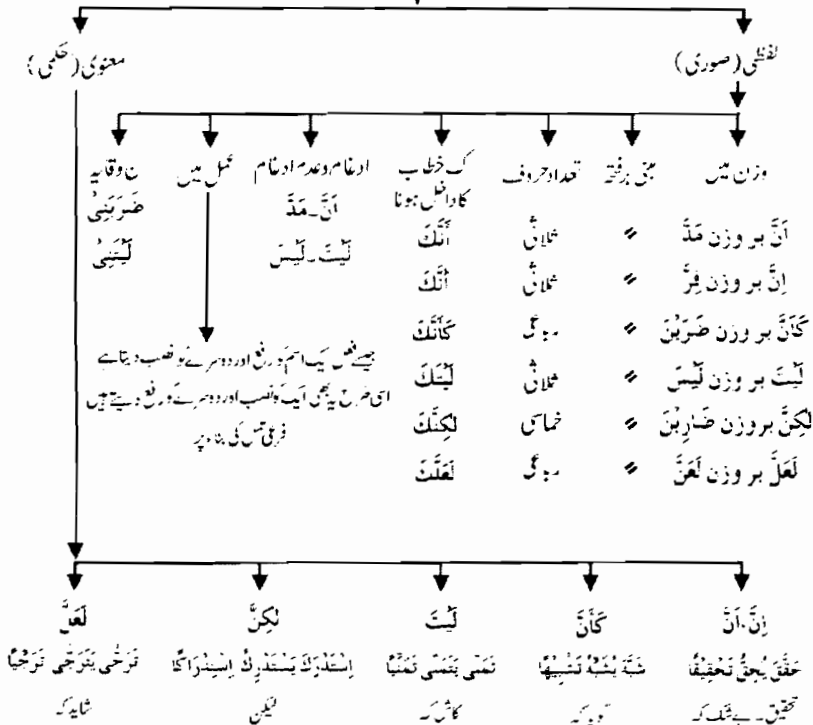 لفظی (صوری) معنوی (حکمی)
وزن میں مبنی برفتحہ تعداد حروف ک خطاب کا داخل ہونا ادغام وعدم ادغام عمل میں ن وقایہ
اَنَّ بر وزن مَدَّ 〃 ثلاثی أَنَّكَ اَنَّ۔مَدَّ ضَرَبَنِیْ
اِنَّ بر وزن فِرَّ 〃 ثلاثی أَنَّكَ لَیْتَ۔لَیْسَ لَیْتَنِیْ
كَاَنَّ بر وزن ضَرَبْنَ 〃 رباعی كَأَنَّكَ
لَیْتَ بر وزن لَیْسَ 〃 ثلاثی لَیْتَكَ
لٰكِنَّ بروزن ضَارِبْنَ 〃 خماسی لٰكِنَّكَ
لَعَلَّ بر وزن لَعَنَّ 〃 رباعی لَعَلَّكَ
جیسے فعل ایک اسم کو رفع اور دوسرے کو نصب دیتا ہے
اسی طرح یہ بھی ایک کو نصب اور دوسرے کو رفع دیتے ہیں
فرعی عمل کی بناء پر
اِنَّ.اَنَّ كَاَنَّ لَیْتَ لٰكِنَّ لَعَلَّ
حَقَّقَ یُحِقُّ تَحْقِیْقًا شَبَّهَ یُشَبِّهُ تَشْبِیْهًا تَمَنّٰی یَتَمَنّٰی تَمَنِّیًا اِسْتَدْرَكَ یَسْتَدْرِكُ اِسْتِدْرَاكًا تَرَجّٰی یَتَرَجّٰی تَرَجِّیًا
تحقیق۔بے شک کہ گویا کہ کاش کہ لیکن شاید کہ